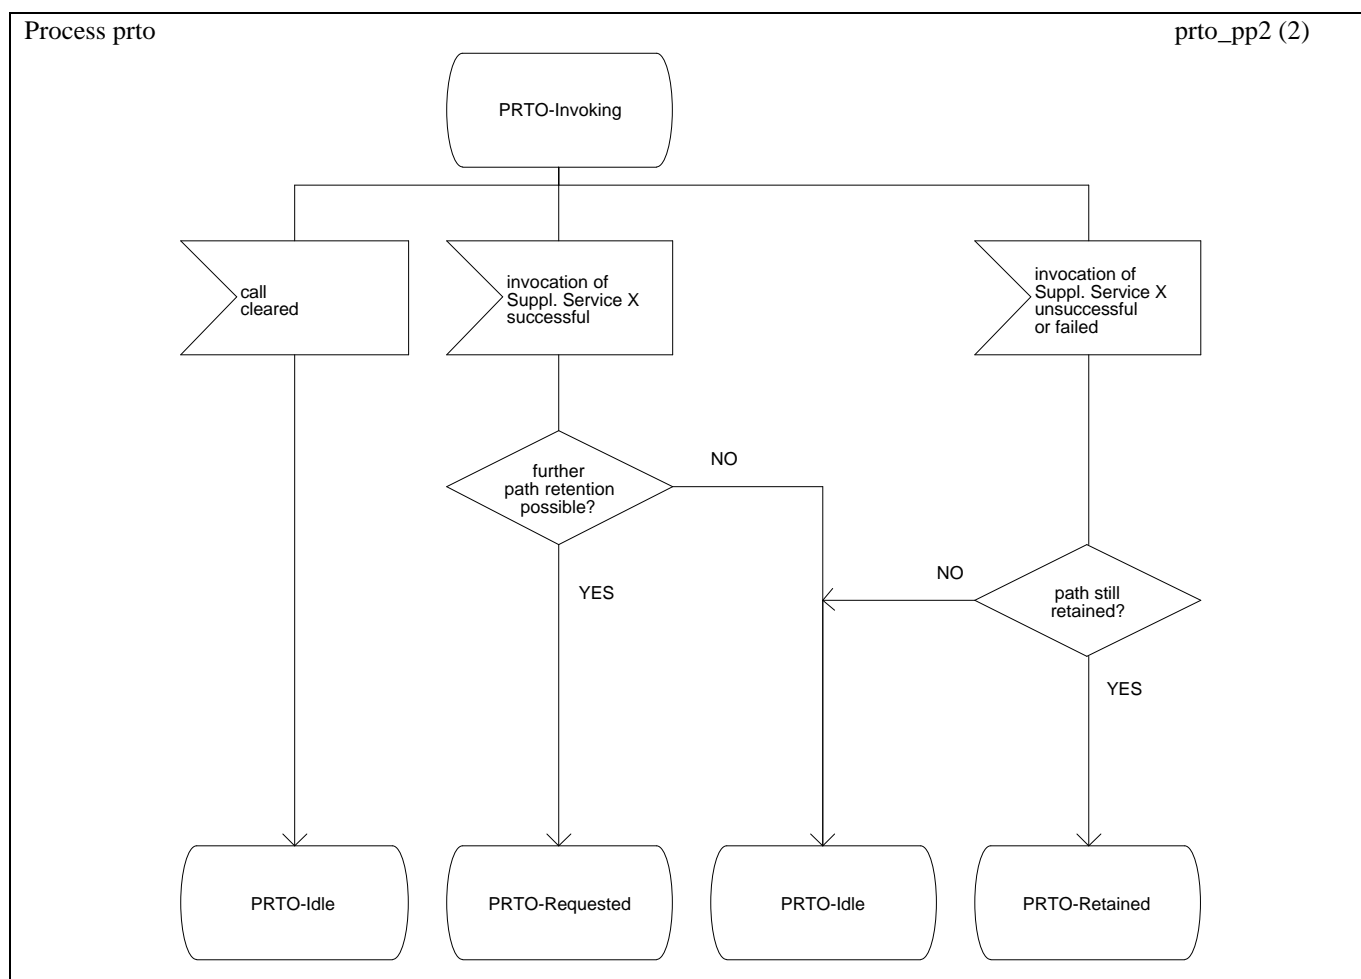 Process prto
prto_pp2 (2)
PRTO-Invoking
call
cleared
invocation of
Suppl. Service X
successful
invocation of
Suppl. Service X
unsuccessful
or failed
further
path retention
possible?
NO
YES
NO
path still
retained?
YES
PRTO-Idle
PRTO-Requested
PRTO-Idle
PRTO-Retained